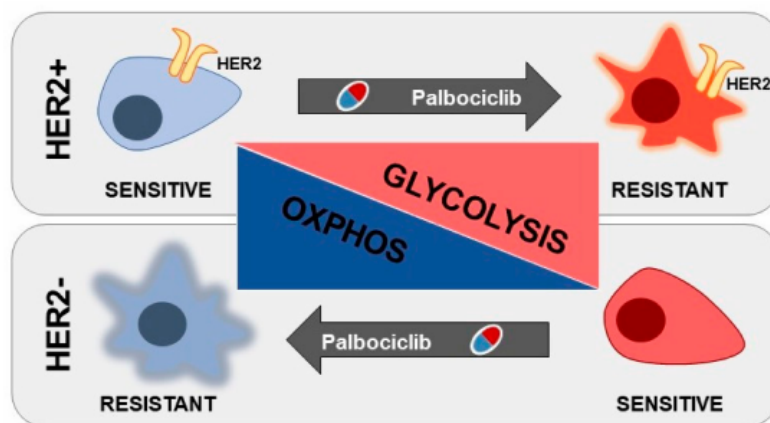 HER2+
HER2
Palbociclib
HER2
SENSITIVE
GLYCOLYSIS
RESISTANT
OXPHOS
HER2-
Palbociclib
RESISTANT
SENSITIVE